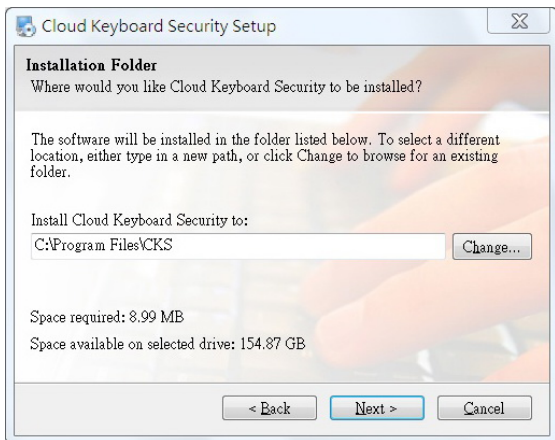 Cloud Keyboard Security Setup
Installation Folder
Where would you like Cloud Keyboard Security to be installed?
The software will be installed in the folder listed below. To select a different
location, either type in a new path, or click Change to browse for an existing
folder.
Install Cloud Keyboard Security to:
C:\Program Files\CKS
Change...
Space required: 8.99 MB
Space available on selected drive: 154.87 GB
< Back Next > Cancel